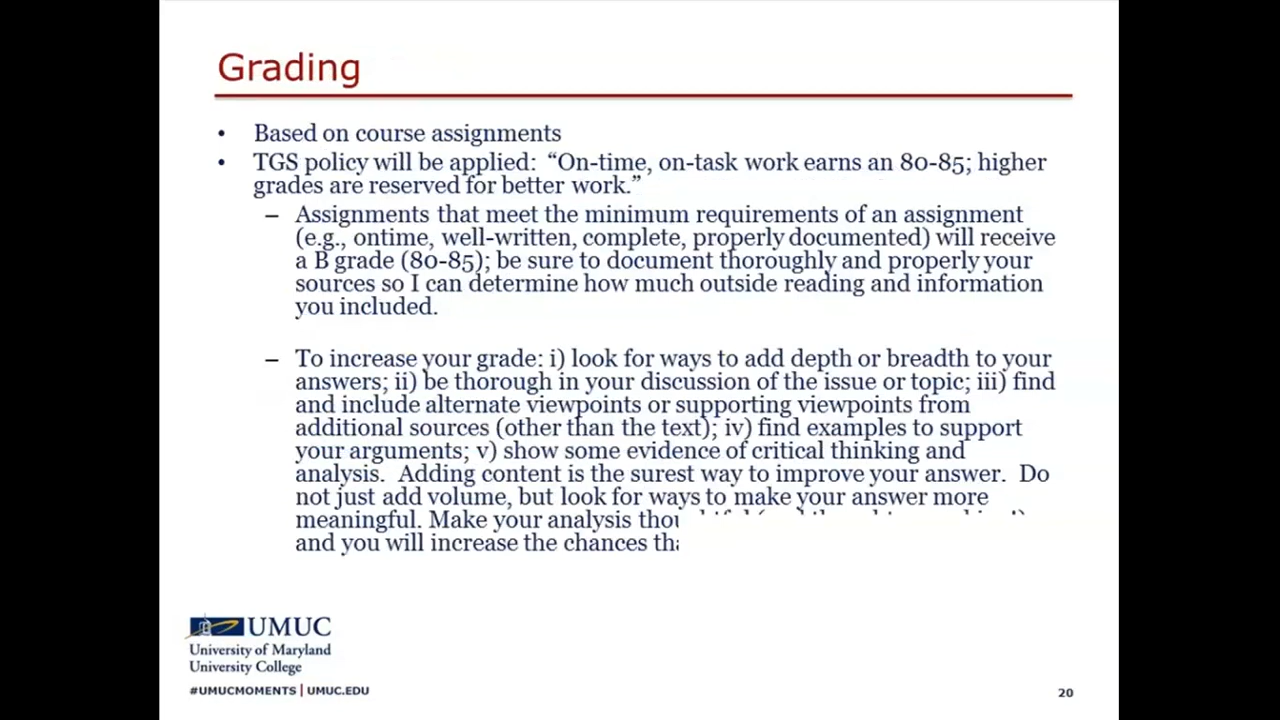 Grading
• Based on course assignments
• TGS policy will be applied: “On-time, on-task work earns an 80-85; higher
grades are reserved for better work.”
– Assignments that meet the minimum requirements of an assignment
(e.g., ontime, well-written, complete, properly documented) will receive
a B grade (80-85); be sure to document thoroughly and properly your
sources so I can determine how much outside reading and information
you included.
– To increase your grade: i) look for ways to add depth or breadth to your
answers; ii) be thorough in your discussion of the issue or topic; iii) find
and include alternate viewpoints or supporting viewpoints from
additional sources (other than the text); iv) find examples to support
your arguments; v) show some evidence of critical thinking and
analysis. Adding content is the surest way to improve your answer. Do
not just add volume, but look for ways to make your answer more
meaningful. Make your analysis
and you will increase the chances
UMUC
University of Maryland
University College
#UMUCMOMENTS | UMUC.EDU
20